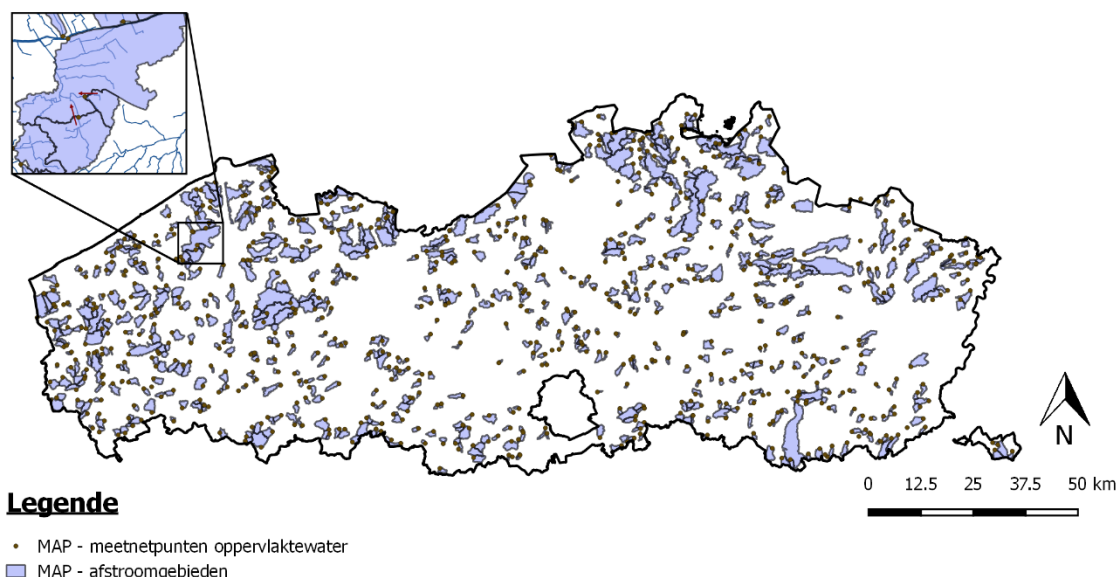 N
0 12.5 25 37.5 50 km
Legende
MAP - meetnetpunten oppervlaktewater
MAP - afstroomgebieden